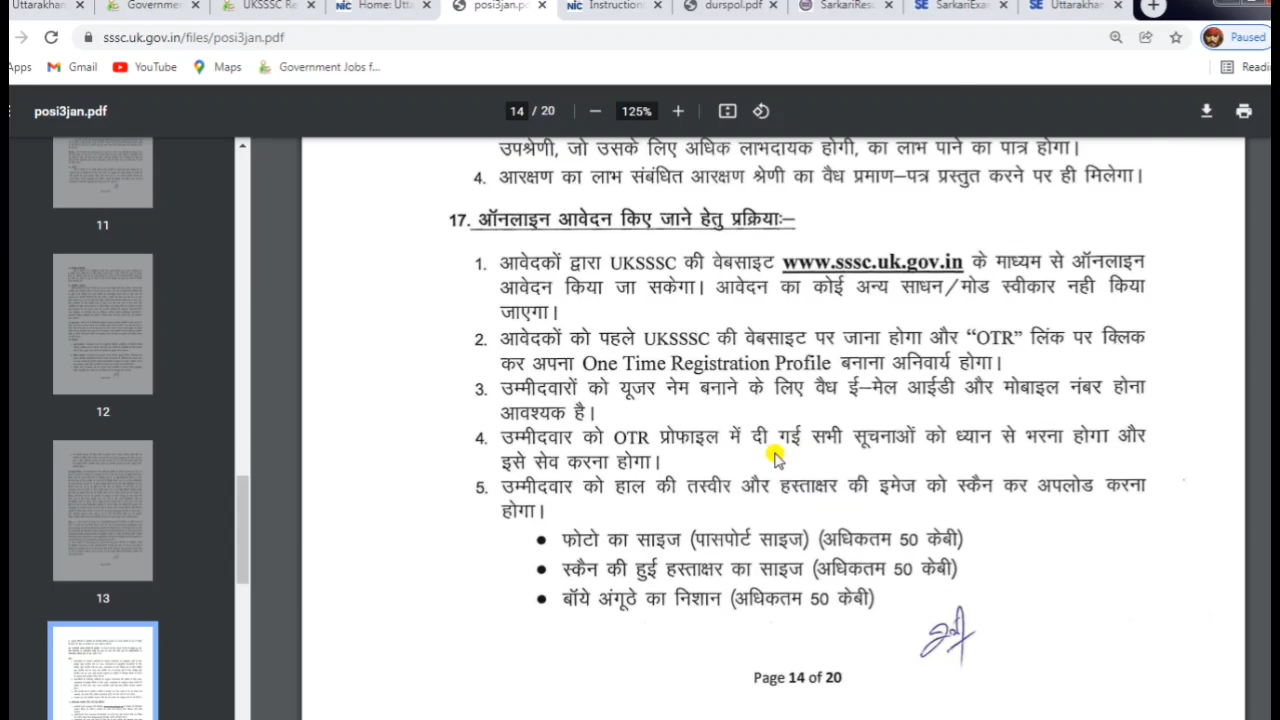 Uttarakhan
Governmen
UKSSSC Re
Home: Utta
posi3jan.pd
Instruction
durspol.pdf
SarkariRes
SarkariExa
Uttarakhan
sssc.uk.gov.in/files/posi3jan.pdf
Paused
Apps
Gmail
YouTube
Maps
Government Jobs f...
Readi
posi3jan.pdf
14 / 20
125%
11
12
13
उपश्रेणी, जो उसके लिए अधिक लाभदायक होगी, का लाभ पाने का पात्र होगा।
4. आरक्षण का लाभ संबंधित आरक्षण श्रेणी का वैध प्रमाण–पत्र प्रस्तुत करने पर ही मिलेगा।
17. ऑनलाइन आवेदन किए जाने हेतु प्रक्रियाः–
1. आवेदकों द्वारा UKSSSC की वेबसाइट www.sssc.uk.gov.in के माध्यम से ऑनलाइन
आवेदन किया जा सकेगा। आवेदन का कोई अन्य साधन/मोड स्वीकार नही किया
जाएगा।
2. आवेदकों को पहले UKSSSC की वेबसाइट पर जाना होगा और “OTR” लिंक पर क्लिक
कर अपना One Time Registration Profile बनाना अनिवार्य होगा।
3. उम्मीदवारों को यूजर नेम बनाने के लिए वैध ई–मेल आईडी और मोबाइल नंबर होना
आवश्यक है।
4. उम्मीदवार को OTR प्रोफाइल में दी गई सभी सूचनाओं को ध्यान से भरना होगा और
इसे सेव करना होगा।
5. उम्मीदवार को हाल की तस्वीर और हस्ताक्षर की इमेज को स्कैन कर अपलोड करना
होगा।
• फोटो का साइज (पासपोर्ट साइज) (अधिकतम 50 केबी)
• स्कैन की हुई हस्ताक्षर का साइज (अधिकतम 50 केबी)
• बॉये अंगूठे का निशान (अधिकतम 50 केबी)
Page 14 of 20